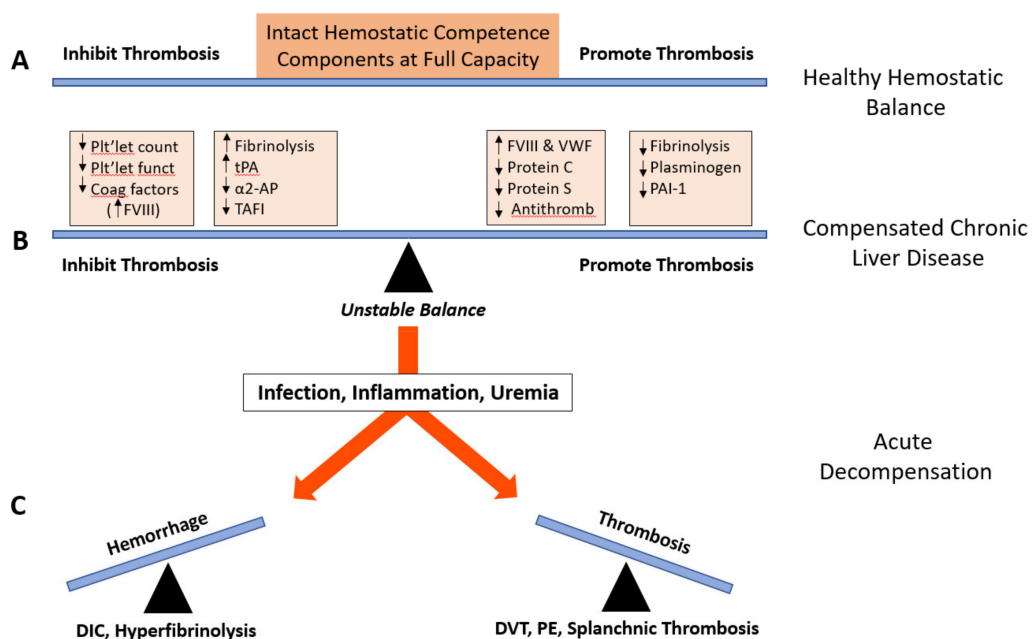 A
Inhibit Thrombosis
Intact Hemostatic Competence
Components at Full Capacity
Promote Thrombosis
Healthy Hemostatic
Balance
↓ Plt'let count
↓ Plt'let funct
↓ Coag factors
(↑FVIII)
↑ Fibrinolysis
↑ tPA
↓ α2-AP
↓ TAFI
↑ FVIII & VWF
↓ Protein C
↓ Protein S
↓ Antithromb
↓ Fibrinolysis
↓ Plasminogen
↓ PAI-1
B
Inhibit Thrombosis
Promote Thrombosis
Compensated Chronic
Liver Disease
Unstable Balance
Infection, Inflammation, Uremia
Acute
Decompensation
C
Hemorrhage
Thrombosis
DIC, Hyperfibrinolysis
DVT, PE, Splanchnic Thrombosis